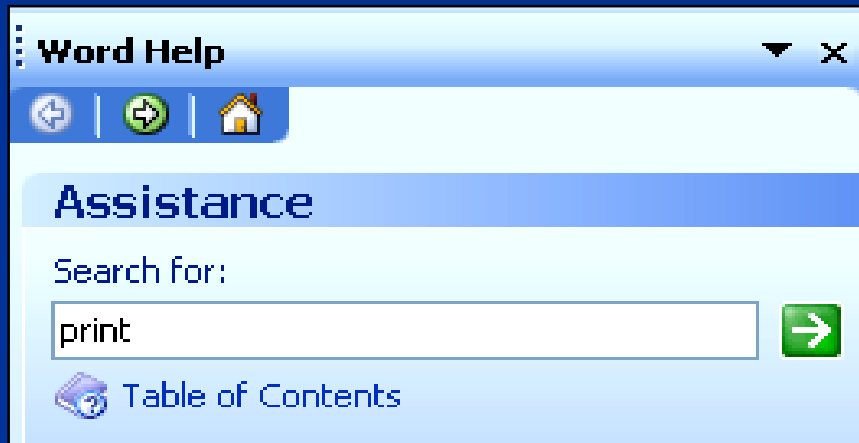 Word Help
Assistance
Search for:
print
Table of Contents